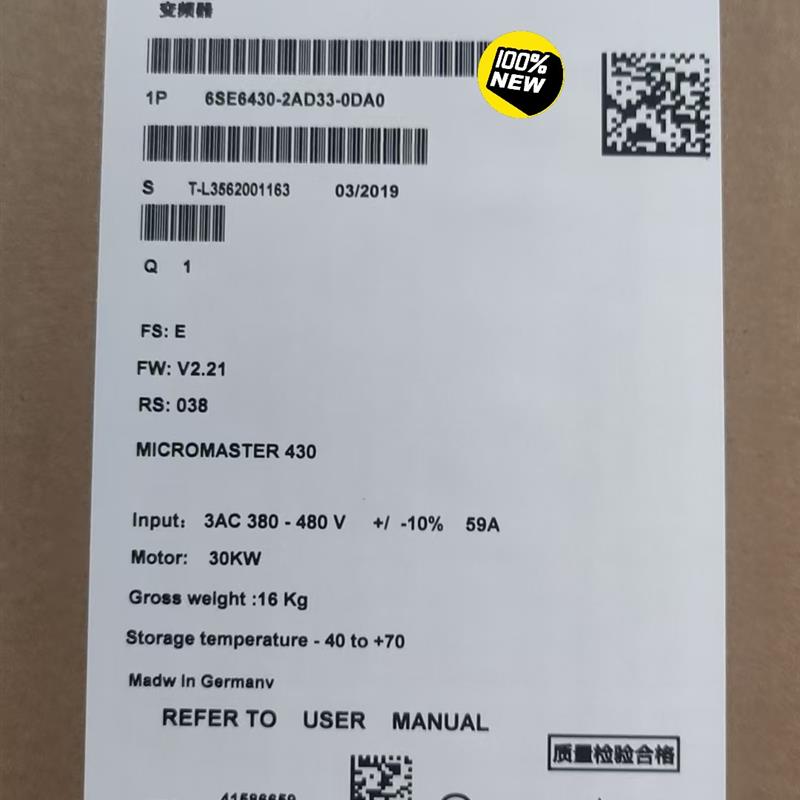 变频器
100%
NEW
1P 6SE6430-2AD33-0DA0
S T-L3562001163 03/2019
Q 1
FS: E
FW: V2.21
RS: 038
MICROMASTER 430
Input: 3AC 380 - 480 V +/ -10% 59A
Motor: 30KW
Gross weight :16 Kg
Storage temperature - 40 to +70
Madw In Germanv
REFER TO USER MANUAL
质量检验合格